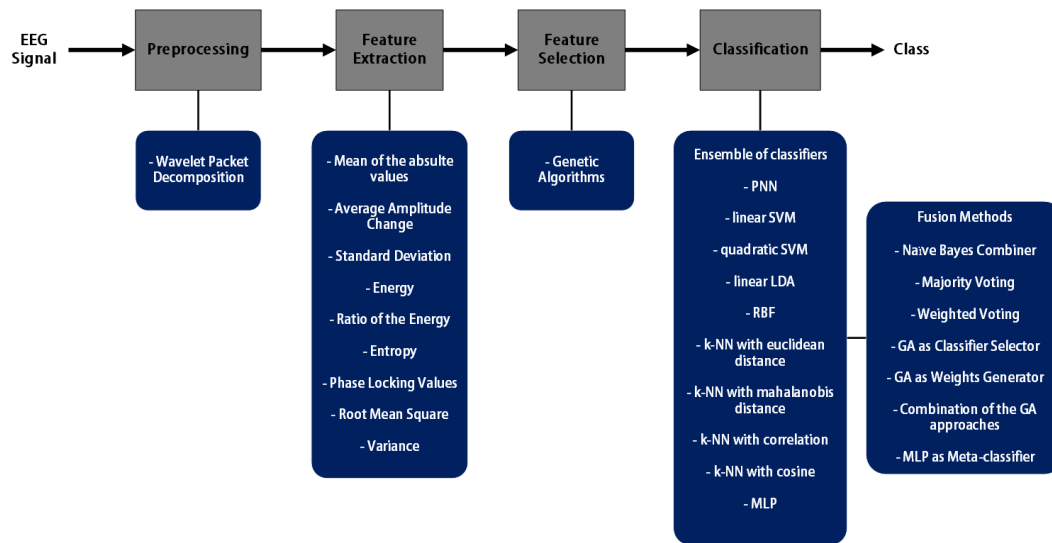 EEG
Signal
Preprocessing
Feature
Extraction
Feature
Selection
Classification
Class
- Wavelet Packet
Decomposition
- Mean of the absulte
values
- Average Amplitude
Change
- Standard Deviation
- Energy
- Ratio of the Energy
- Entropy
- Phase Locking Values
- Root Mean Square
- Variance
- Genetic
Algorithms
Ensemble of classifiers
- PNN
- linear SVM
- quadratic SVM
- linear LDA
- RBF
- k-NN with euclidean
distance
- k-NN with mahalanobis
distance
- k-NN with correlation
- k-NN with cosine
- MLP
Fusion Methods
- Naïve Bayes Combiner
- Majority Voting
- Weighted Voting
- GA as Classifier Selector
- GA as Weights Generator
- Combination of the GA
approaches
- MLP as Meta-classifier